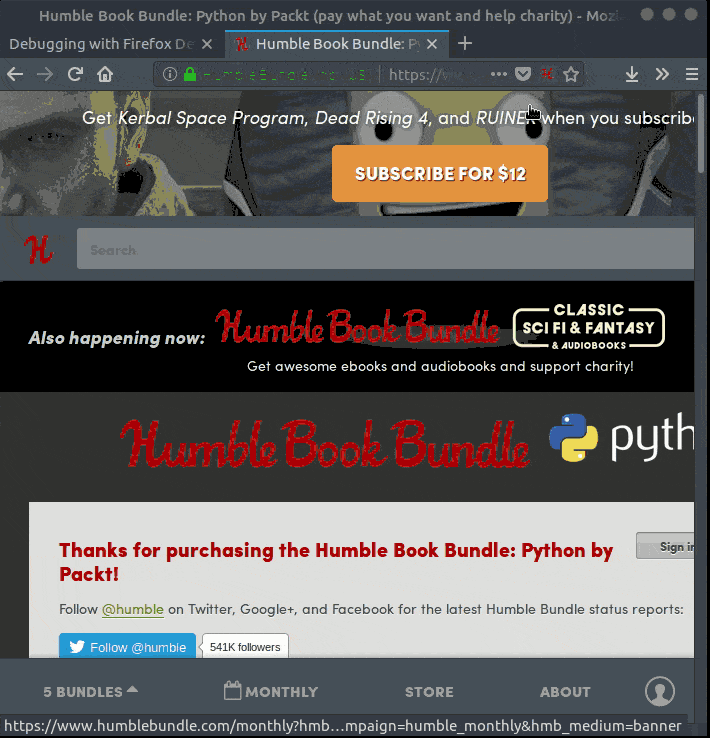 Humble Book Bundle: Python by Packt (pay what you want and help charity) - Mozi
Debugging with Firefox De
Humble Book Bundle: Py
Humble Bundle, Inc. (US)
https://w
Get Kerbal Space Program, Dead Rising 4, and RUINER when you subscrib
SUBSCRIBE FOR $12
H
Search
Also happening now:
Humble Book Bundle
CLASSIC
SCI FI & FANTASY
& AUDIOBOOKS
Get awesome ebooks and audiobooks and support charity!
Humble Book Bundle
pyth
Thanks for purchasing the Humble Book Bundle: Python by
Packt!
Sign in
Follow @humble on Twitter, Google+, and Facebook for the latest Humble Bundle status reports:
Follow @humble
541K followers
5 BUNDLES
MONTHLY
STORE
ABOUT
https://www.humblebundle.com/monthly?hmb…mpaign=humble_monthly&hmb_medium=banner